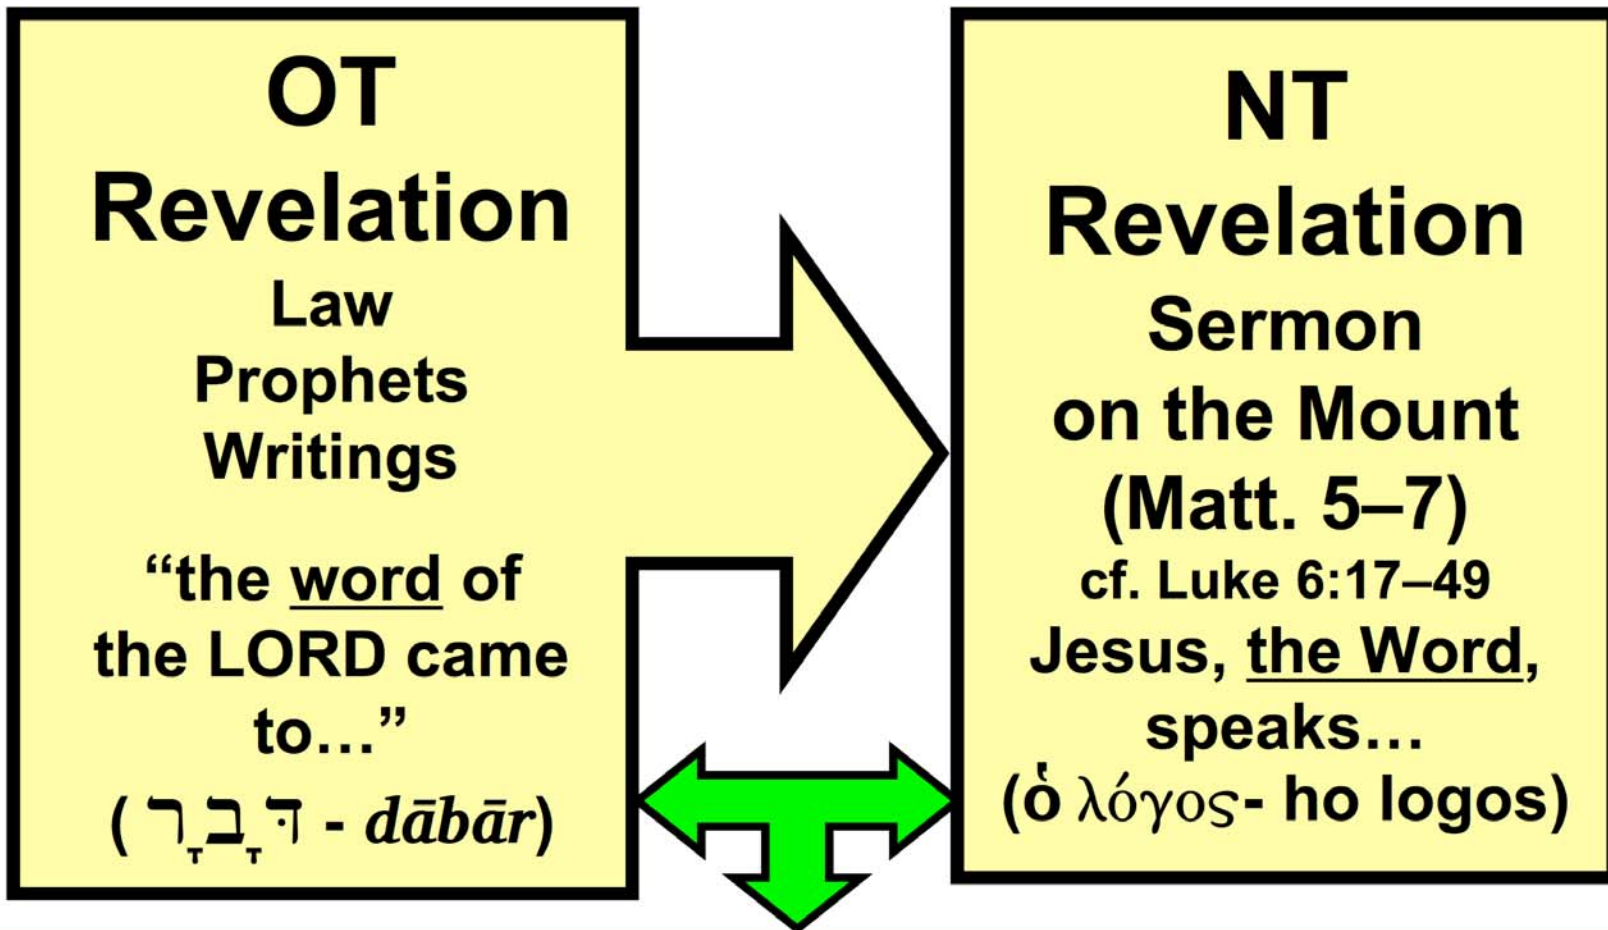 OT
Revelation
Law
Prophets
Writings
“the word of
the LORD came
to…”
( דָּבָר - dābār)
NT
Revelation
Sermon
on the Mount
(Matt. 5–7)
cf. Luke 6:17–49
Jesus, the Word,
speaks…
(ὁ λόγος- ho logos)